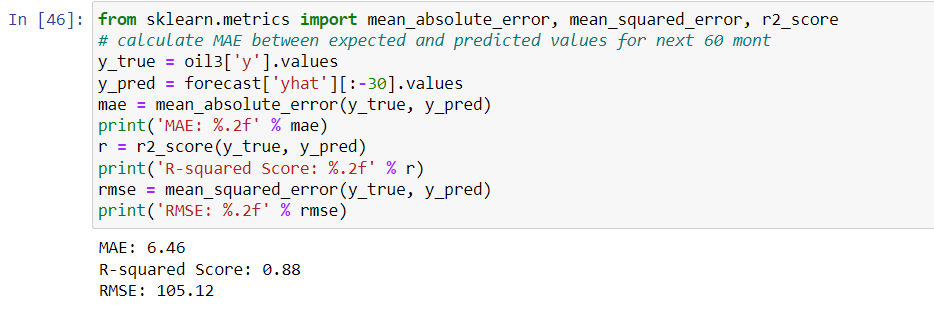 In [46]: from sklearn.metrics import mean_absolute_error, mean_squared_error, r2_score
# calculate MAE between expected and predicted values for next 60 mont
y_true = oil3['y'].values
y_pred = forecast['yhat'][:-30].values
mae = mean_absolute_error(y_true, y_pred)
print('MAE: %.2f' % mae)
r = r2_score(y_true, y_pred)
print('R-squared Score: %.2f' % r)
rmse = mean_squared_error(y_true, y_pred)
print('RMSE: %.2f' % rmse)
MAE: 6.46
R-squared Score: 0.88
RMSE: 105.12